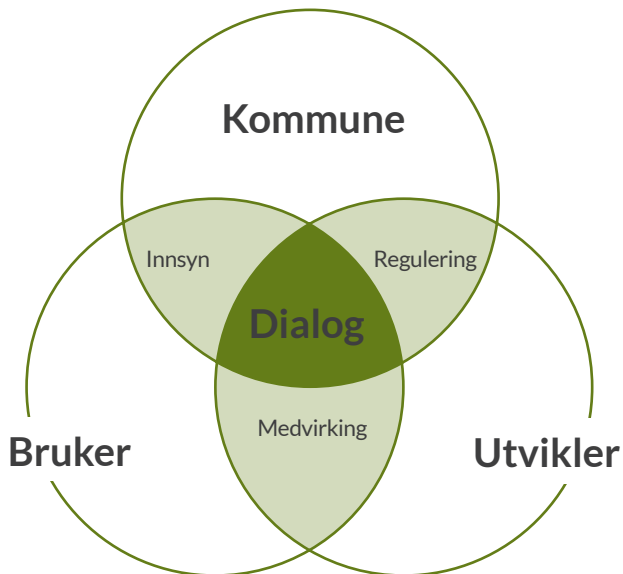 Kommune
Innsyn
Regulering
Dialog
Medvirking
Bruker
Utvikler